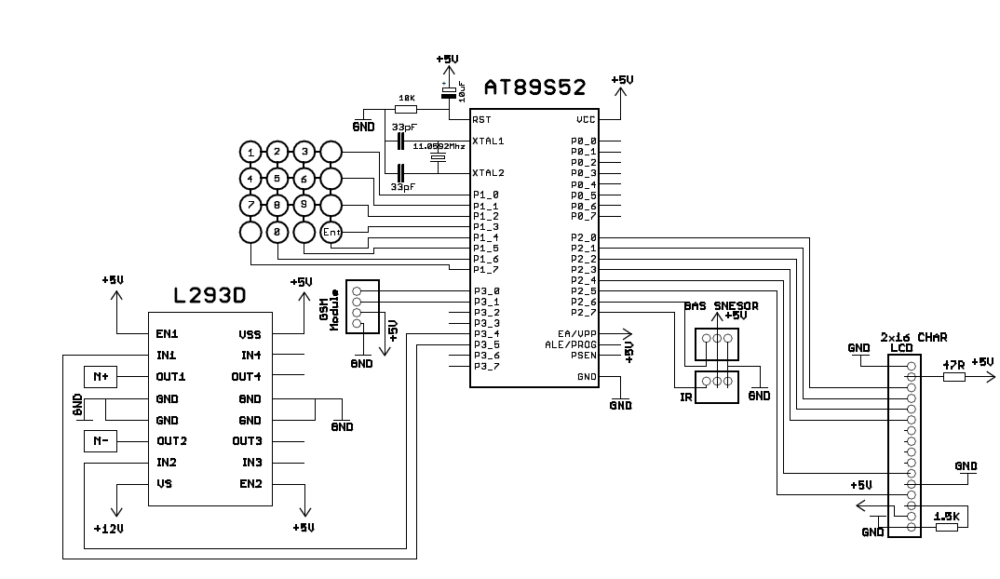 +5V
10uF
AT89S52
+5V
10K
GND
33pF
11.0592Mhz
33pF
RST
XTAL1
XTAL2
P1_0
P1_1
P1_2
P1_3
P1_4
P1_5
P1_6
P1_7
P3_0
P3_1
P3_2
P3_3
P3_4
P3_5
P3_6
P3_7
VCC
P0_0
P0_1
P0_2
P0_3
P0_4
P0_5
P0_6
P0_7
P2_0
P2_1
P2_2
P2_3
P2_4
P2_5
P2_6
P2_7
EA/VPP
ALE/PROG
PSEN
GND
+5V
GND
1 2 3
4 5 6
7 8 9
0 Ent
GSM
Module
+5V
GND
+5V
L293D
+5V
EN1
IN1
OUT1
GND
GND
OUT2
IN2
VS
VSS
IN4
OUT4
GND
GND
OUT3
IN3
EN2
N+
GND
N-
+12V
GND
+5V
BAS SNESOR
+5V
IR
GND
2x16 CHAR
LCD
GND
47R
+5V
GND
+5V
GND
1.5K